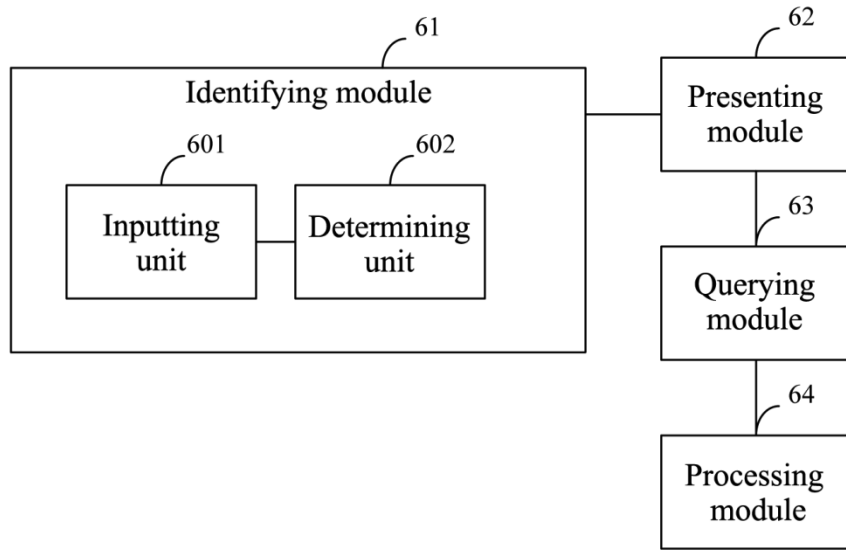 61
Identifying module
601
Inputting
unit
602
Determining
unit
62
Presenting
module
63
Querying
module
64
Processing
module